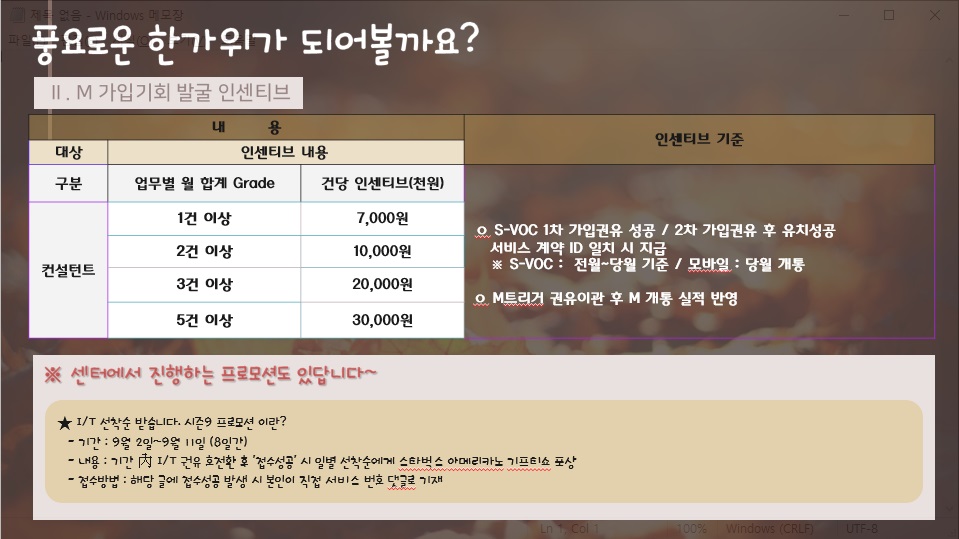 제목 없음 - Windows 메모장
풍요로운 한가위가 되어볼까요?
Ⅱ. M 가입기회 발굴 인센티브
내 용
인센티브 기준
대상 인센티브 내용
구분 업무별 월 합계 Grade 건당 인센티브(천원)
컨설턴트
1건 이상 7,000원
2건 이상 10,000원
3건 이상 20,000원
5건 이상 30,000원
ㅇ S-VOC 1차 가입권유 성공 / 2차 가입권유 후 유치성공
서비스 계약 ID 일치 시 지급
※ S-VOC : 전월~당월 기준 / 모바일 : 당월 개통
ㅇ M트리거 권유이관 후 M 개통 실적 반영
※ 센터에서 진행하는 프로모션도 있답니다~
★ I/T 선착순 받습니다. 시즌9 프로모션 이란?
- 기간 : 9월 2일~9월 11일 (8일간)
- 내용 : 기간 內 I/T 권유 호전환 후 '접수성공' 시 일별 선착순에게 스타벅스 아메리카노 기프티쇼 포상
- 접수방법 : 해당 글에 접수성공 발생 시 본인이 직접 서비스 번호 댓글로 기재
Ln 1, Col 1 100% Windows (CRLF) UTF-8